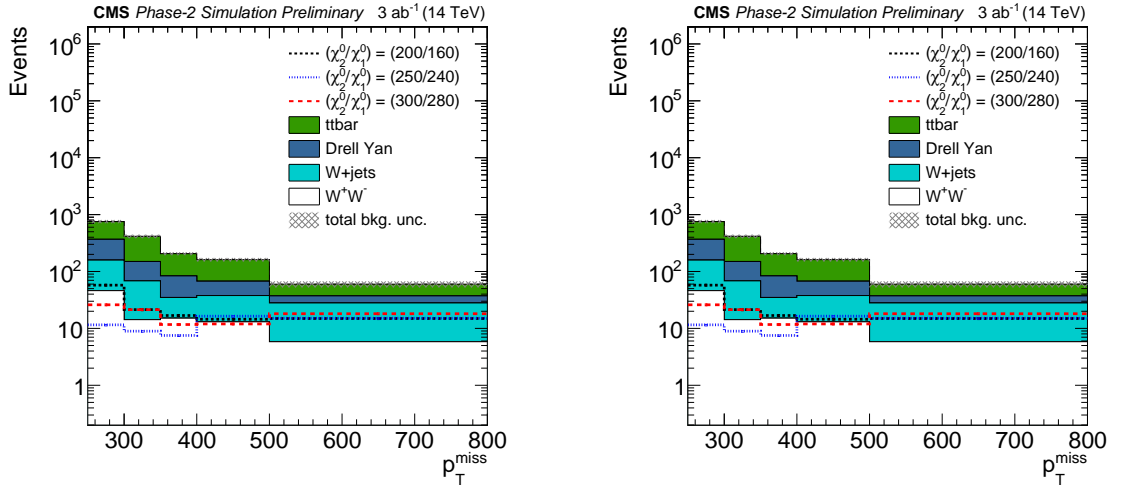 CMS Phase-2 Simulation Preliminary 3 ab⁻¹ (14 TeV)
Events
10⁶
10⁵
10⁴
10³
10²
10
1
(χ₂⁰/χ₁⁰) = (200/160)
(χ₂⁰/χ₁⁰) = (250/240)
(χ₂⁰/χ₁⁰) = (300/280)
ttbar
Drell Yan
W+jets
W⁺W⁻
total bkg. unc.
300 400 500 600 700 800
p_T^miss
CMS Phase-2 Simulation Preliminary 3 ab⁻¹ (14 TeV)
Events
10⁶
10⁵
10⁴
10³
10²
10
1
(χ₂⁰/χ₁⁰) = (200/160)
(χ₂⁰/χ₁⁰) = (250/240)
(χ₂⁰/χ₁⁰) = (300/280)
ttbar
Drell Yan
W+jets
W⁺W⁻
total bkg. unc.
300 400 500 600 700 800
p_T^miss